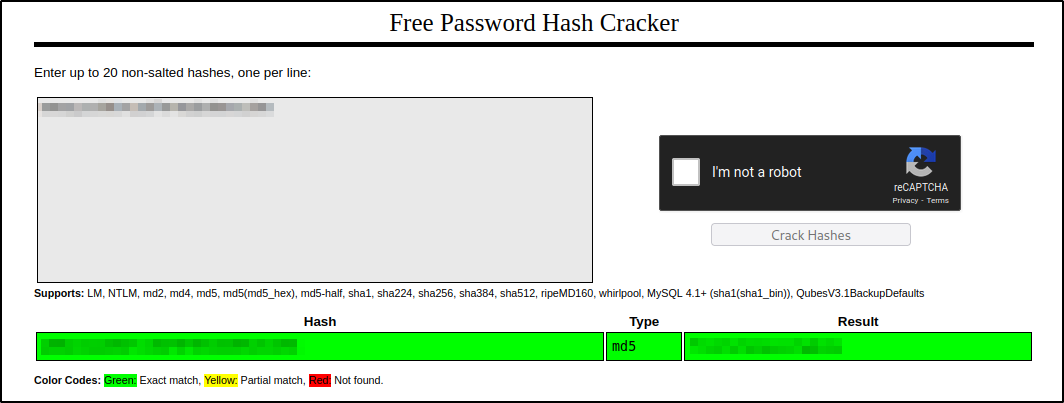 Free Password Hash Cracker
Enter up to 20 non-salted hashes, one per line:
I'm not a robot
reCAPTCHA
Privacy - Terms
Crack Hashes
Supports: LM, NTLM, md2, md4, md5, md5(md5_hex), md5-half, sha1, sha224, sha256, sha384, sha512, ripeMD160, whirlpool, MySQL 4.1+ (sha1(sha1_bin)), QubesV3.1BackupDefaults
Hash Type Result
md5
Color Codes: Green: Exact match, Yellow: Partial match, Red: Not found.